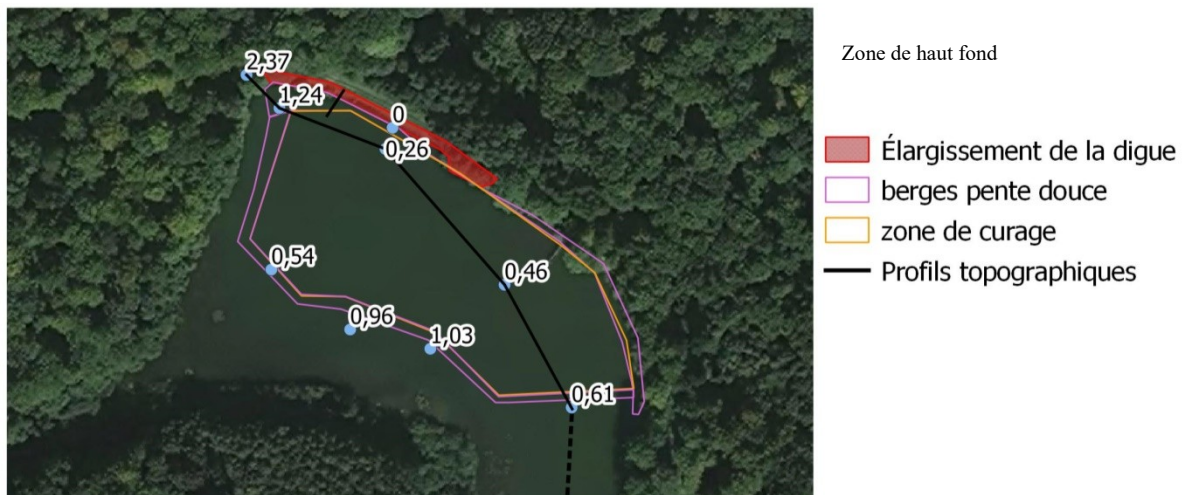 2,37
1,24
0
0,26
0,54
0,46
0,96
1,03
0,61
Zone de haut fond
Élargissement de la digue
berges pente douce
zone de curage
Profils topographiques